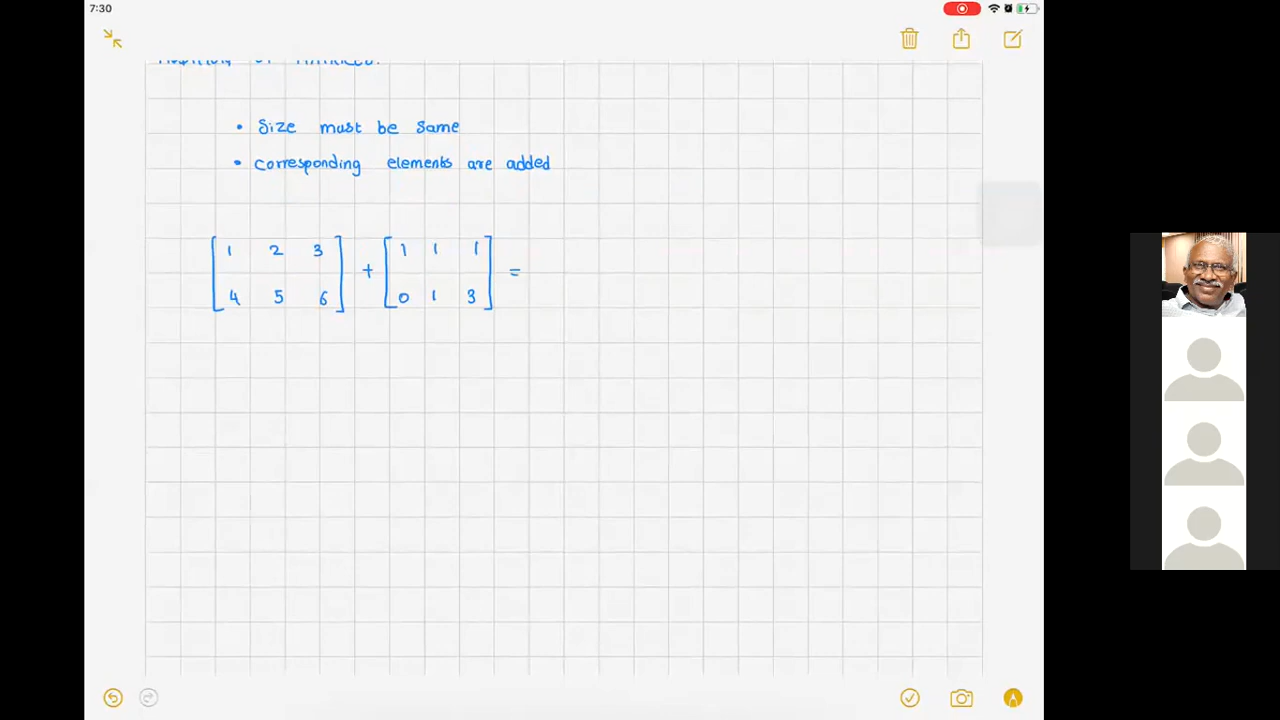 7:30
• Size must be same
• corresponding elements are added
[1 2 3] + [1 1 1] =
[4 5 6] [0 1 3]